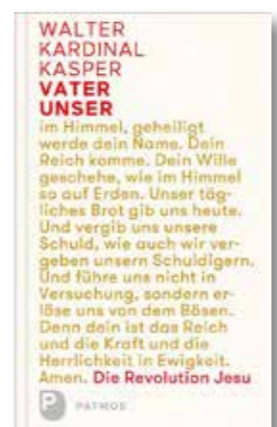 WALTER
KARDINAL
KASPER
VATER
UNSER
im Himmel, geheiligt
werde dein Name. Dein
Reich komme. Dein Wille
geschehe, wie im Himmel
so auf Erden. Unser täg-
liches Brot gib uns heute.
Und vergib uns unsere
Schuld, wie auch wir ver-
geben unsern Schuldigern.
Und führe uns nicht in
Versuchung, sondern er-
löse uns von dem Bösen.
Denn dein ist das Reich
und die Kraft und die
Herrlichkeit in Ewigkeit.
Amen. Die Revolution Jesu
P PATMOS